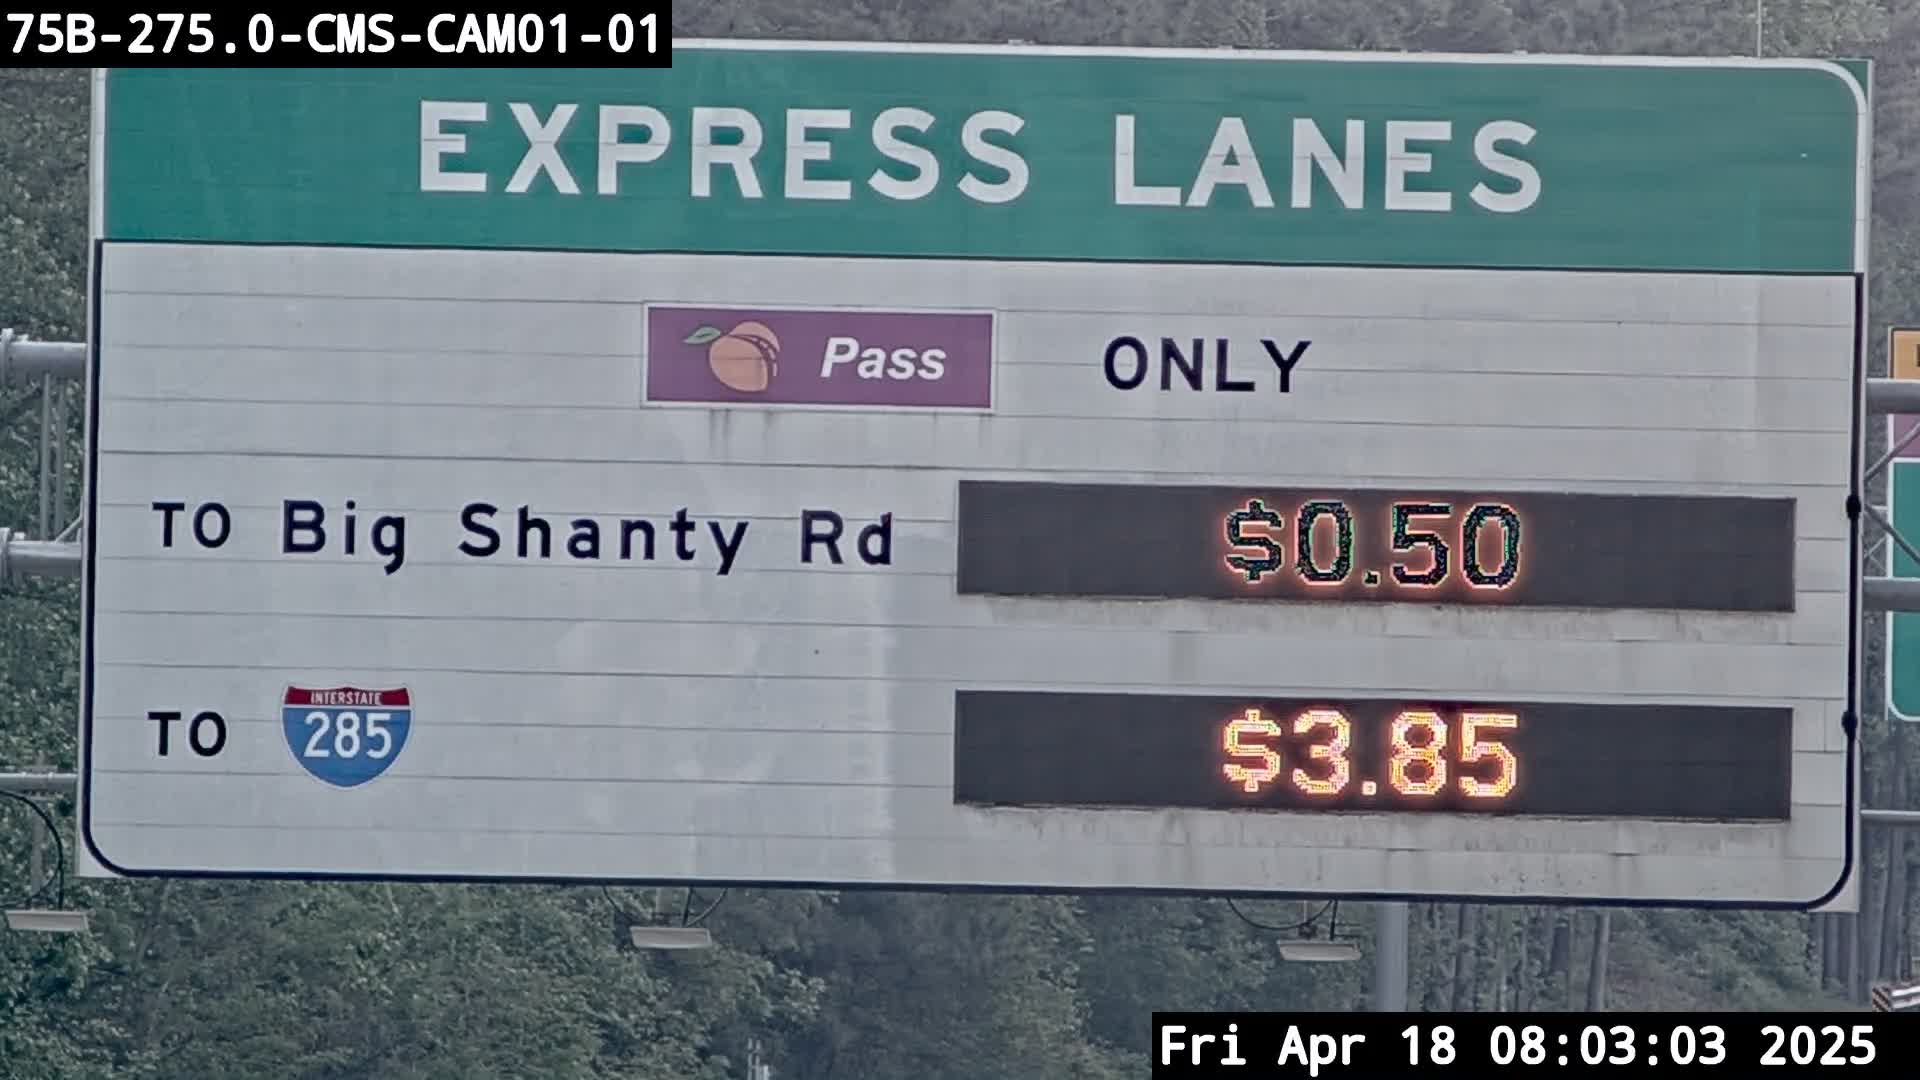 75B-275.0-CMS-CAM01-01
EXPRESS LANES
Pass ONLY
TO Big Shanty Rd $0.50
TO INTERSTATE 285 $3.85
Fri Apr 18 08:03:03 2025